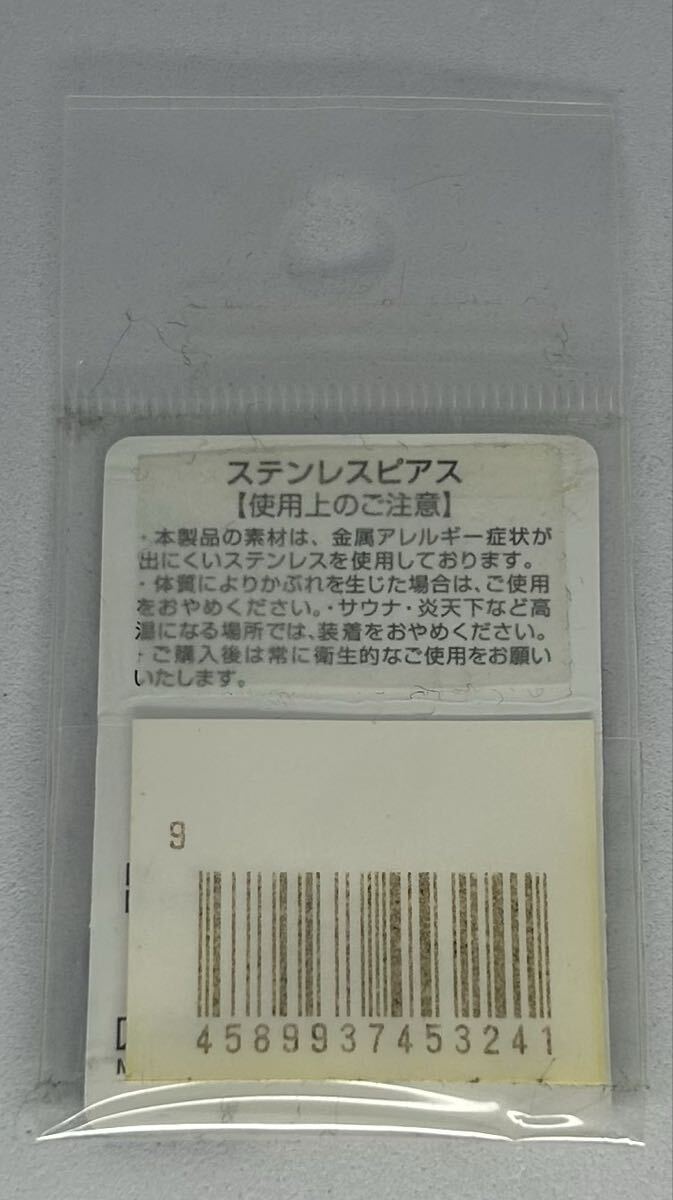 ステンレスピアス
【使用上のご注意】
・本製品の素材は、金属アレルギー症状が
出にくいステンレスを使用しております。
・体質によりかぶれを生じた場合は、ご使用
をおやめください。・サウナ・炎天下など高
温になる場所では、装着をおやめください。
・ご購入後は常に衛生的なご使用をお願い
いたします。
9
4589937453241